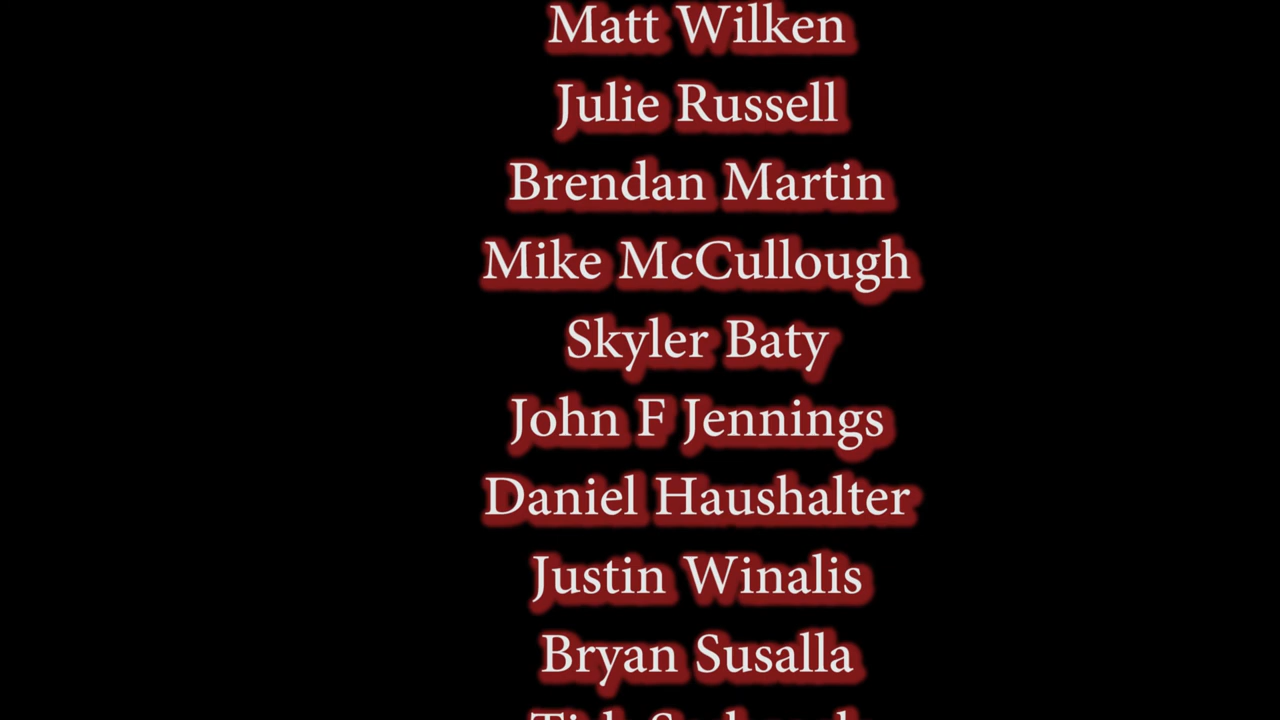 Matt Wilken
Julie Russell
Brendan Martin
Mike McCullough
Skyler Baty
John F Jennings
Daniel Haushalter
Justin Winalis
Bryan Susalla